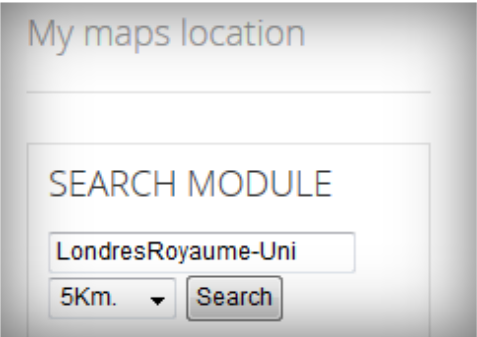 My maps location
SEARCH MODULE
LondresRoyaume-Uni
5Km. Search